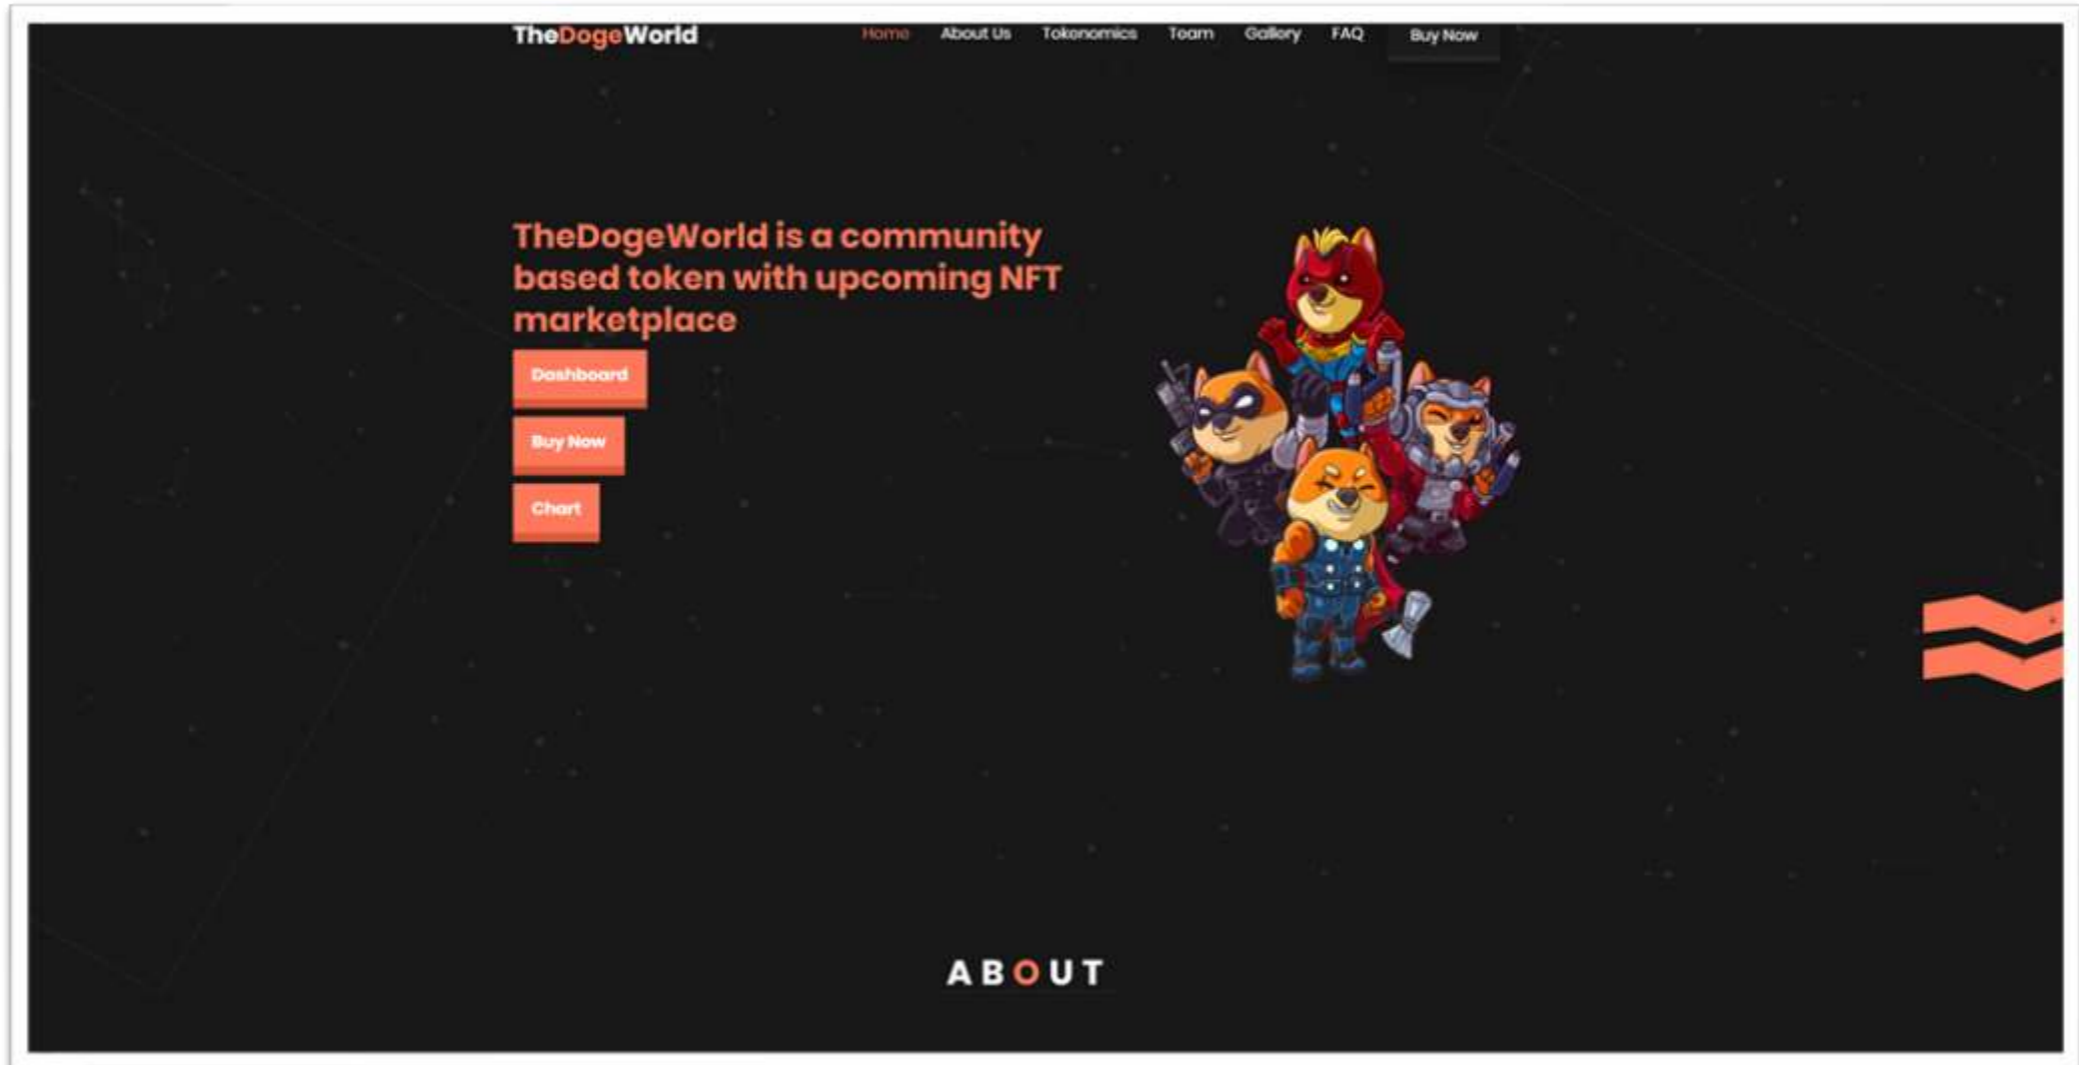 TheDogeWorld Home About Us Tokenomics Team Gallery FAQ Buy Now
TheDogeWorld is a community
based token with upcoming NFT
marketplace
Dashboard
Buy Now
Chart
ABOUT